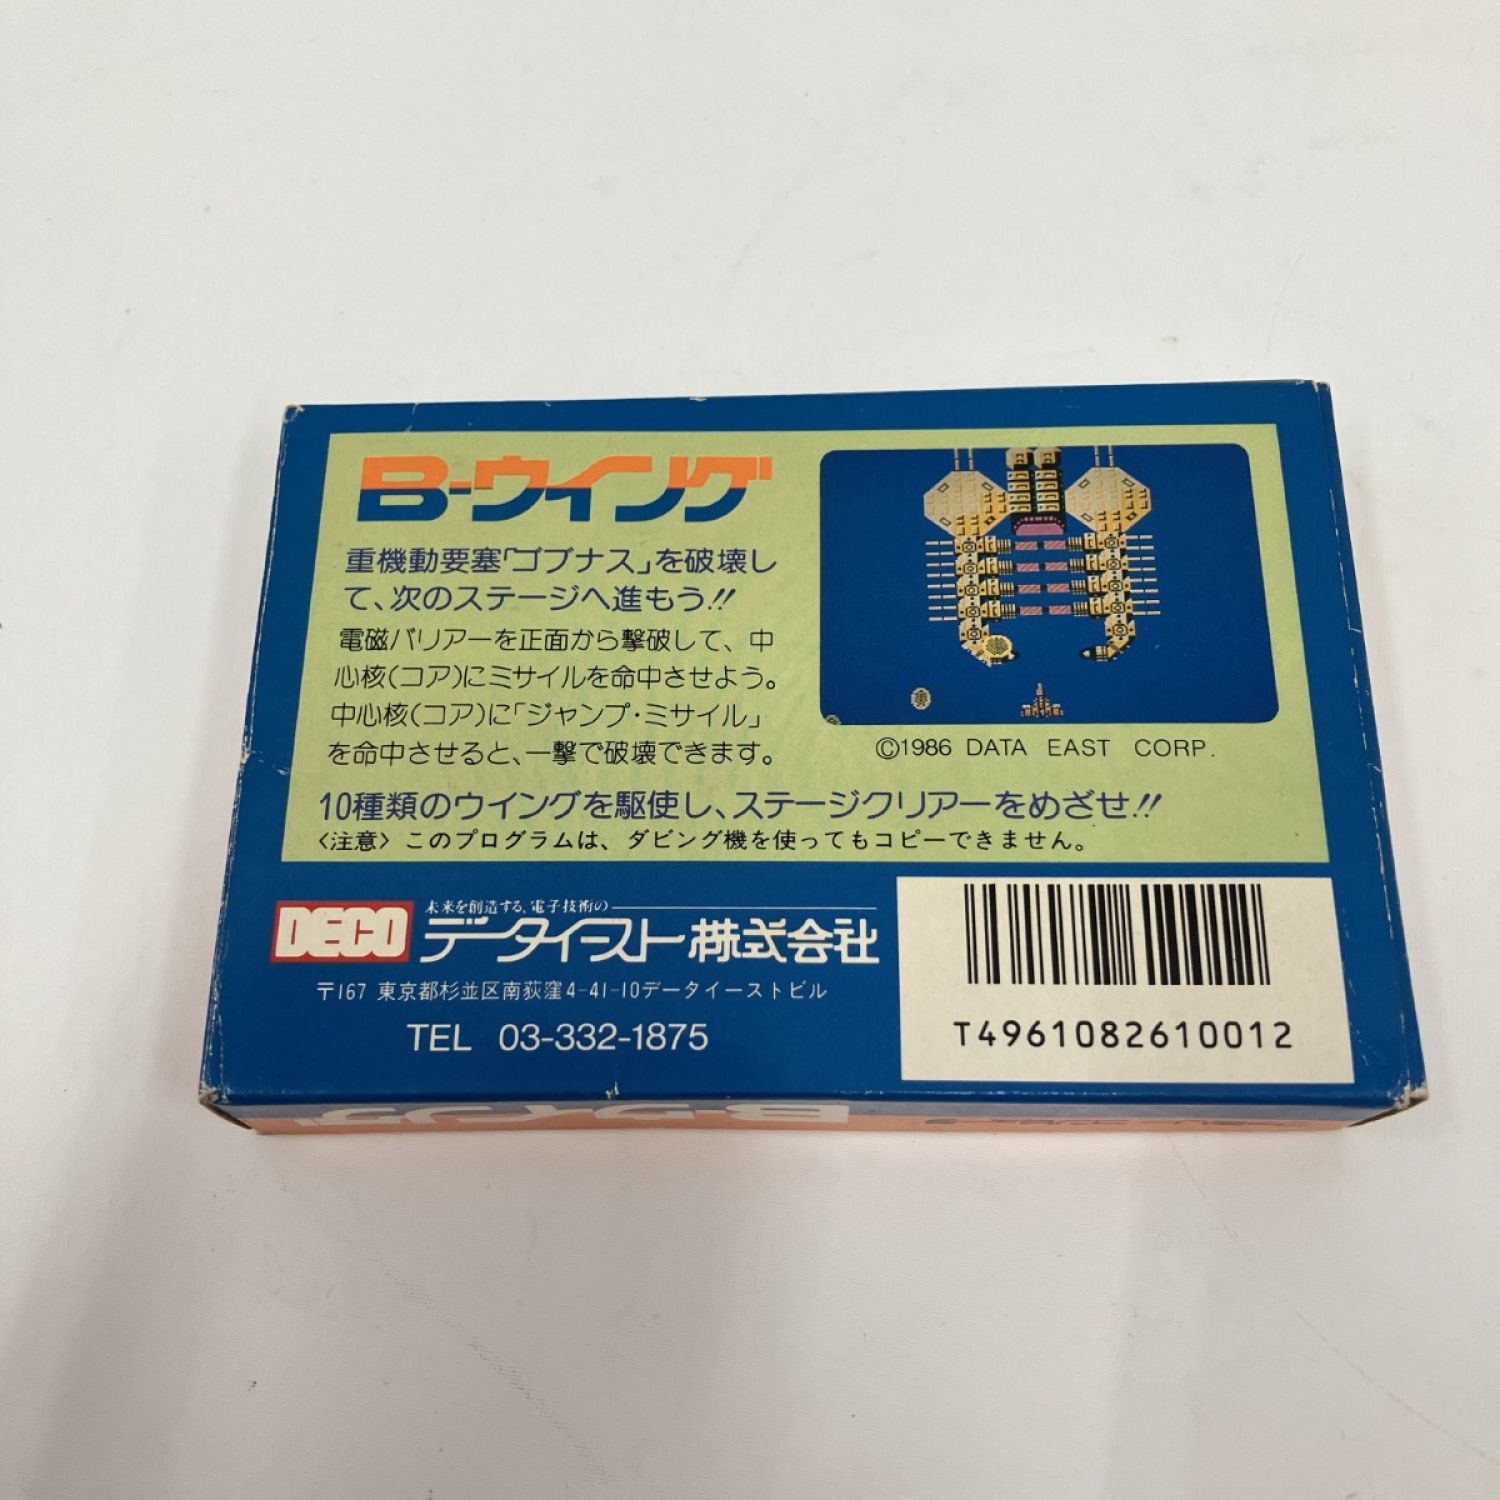 B-ウイング
重機動要塞「ゴブナス」を破壊し
て、次のステージへ進もう!!
電磁バリアーを正面から撃破して、中
心核(コア)にミサイルを命中させよう。
中心核(コア)に「ジャンプ・ミサイル」
を命中させると、一撃で破壊できます。
©1986 DATA EAST CORP.
10種類のウイングを駆使し、ステージクリアーをめざせ!!
〈注意〉このプログラムは、ダビング機を使ってもコピーできません。
DECO
未来を創造する、電子技術の
データイースト株式会社
〒167 東京都杉並区南荻窪4-41-10データイーストビル
TEL 03-332-1875
T4961082610012
B-ウイング